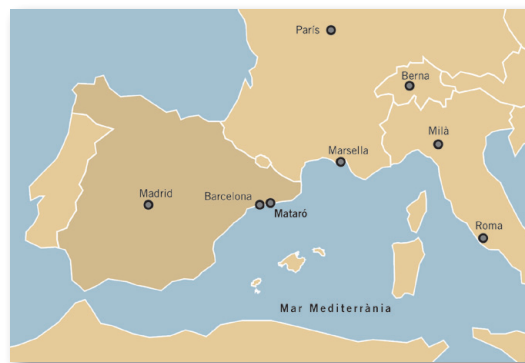 París
Berna
Milà
Marsella
Madrid
Barcelona
Mataró
Roma
Mar Mediterrània